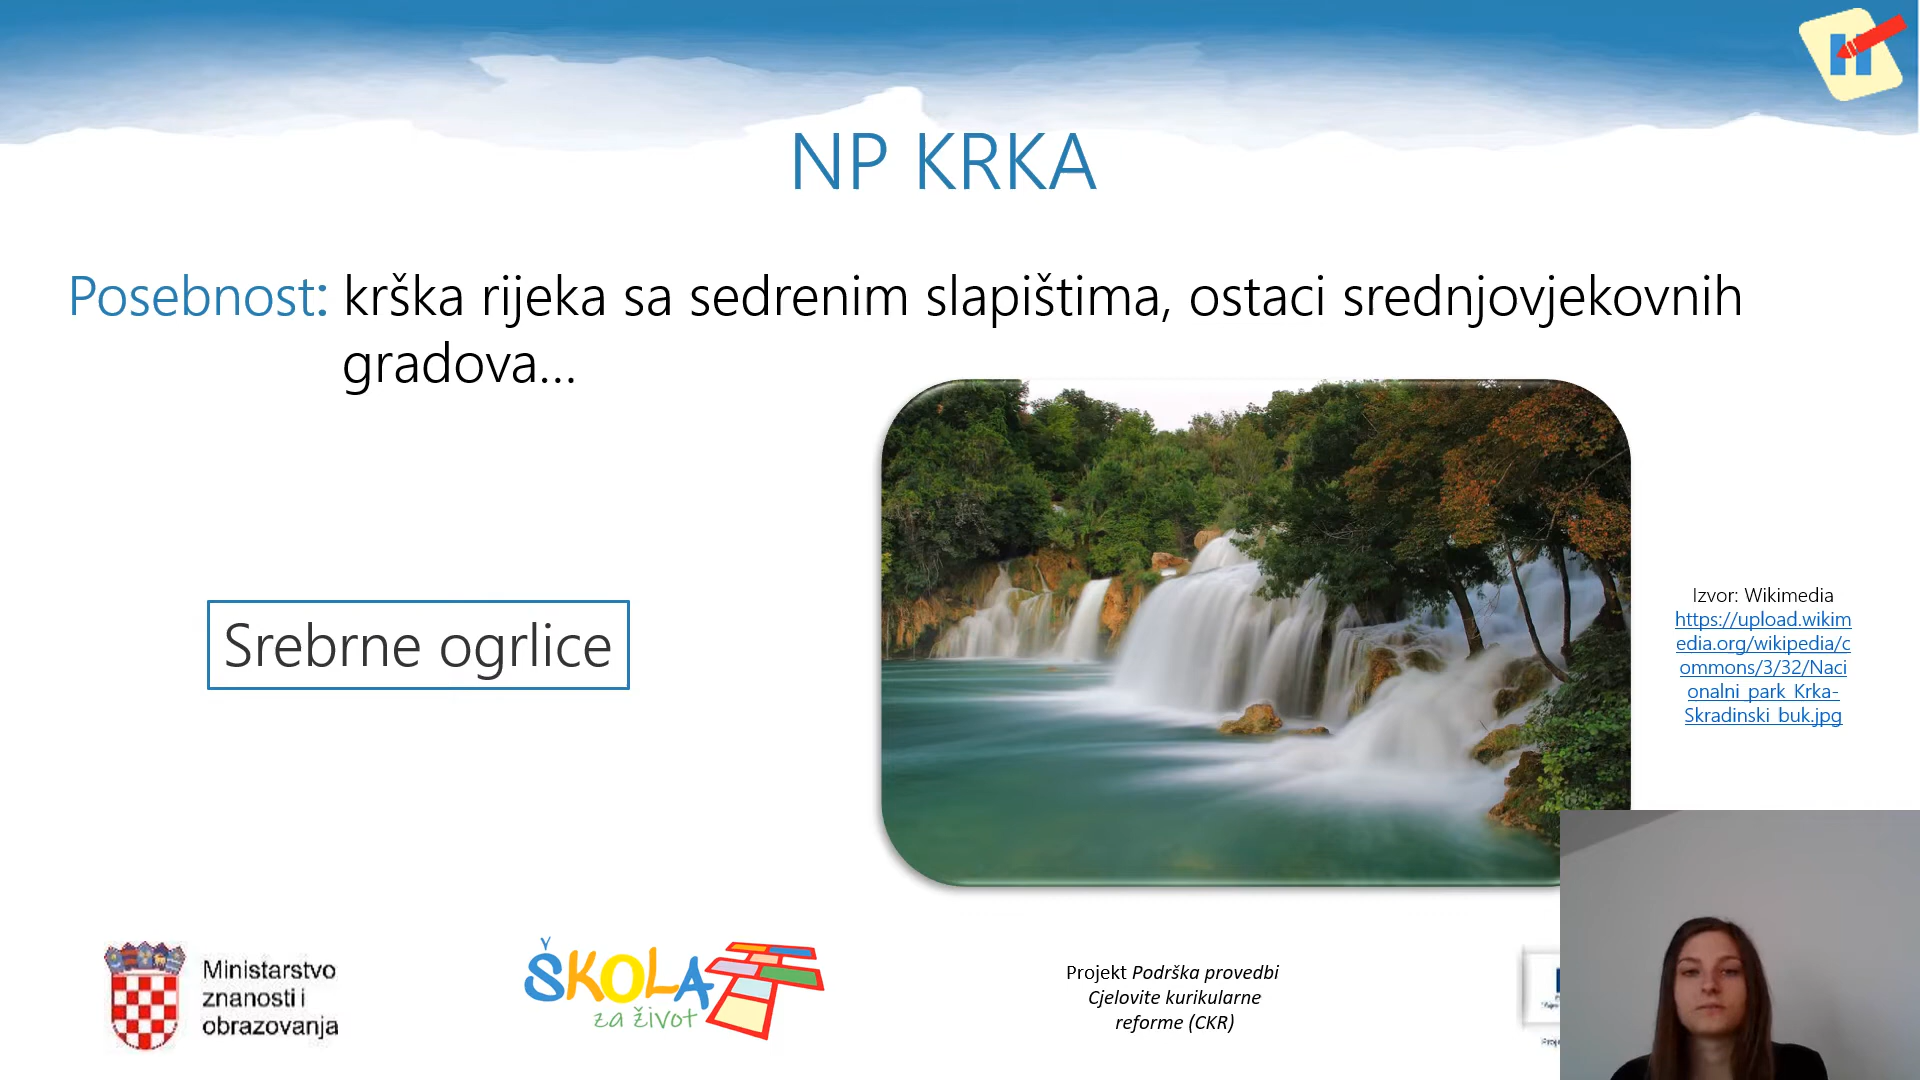 NP KRKA
Posebnost: krška rijeka sa sedrenim slapištima, ostaci srednjovjekovnih
gradova...
Srebrne ogrlice
Izvor: Wikimedia
https://upload.wikim
edia.org/wikipedia/c
ommons/3/32/Naci
onalni_park_Krka-
Skradinski_buk.jpg
Ministarstvo
znanosti i
obrazovanja
ŠKOLA
za život
Projekt Podrška provedbi
Cjelovite kurikularne
reforme (CKR)